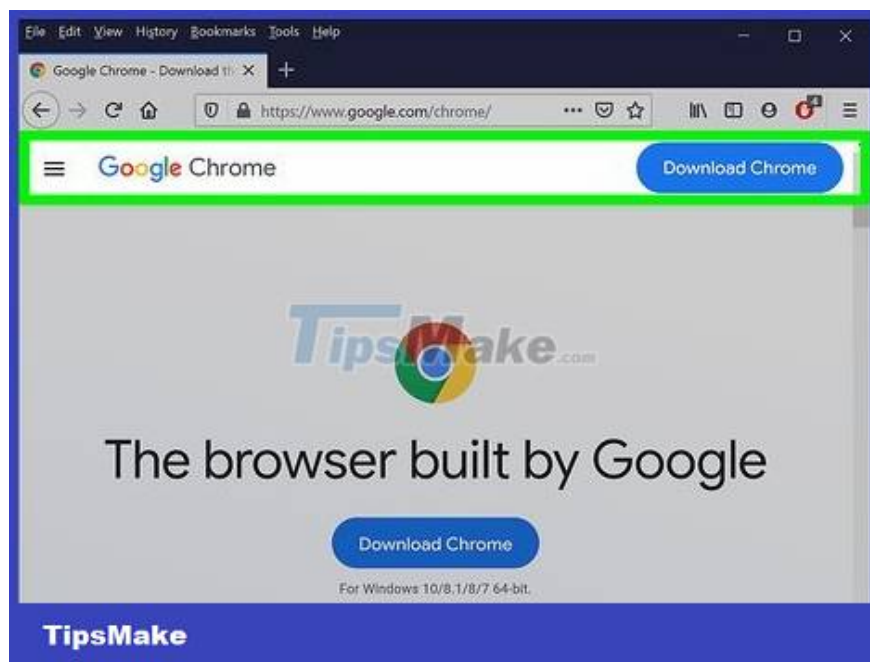 File Edit View History Bookmarks Tools Help
Google Chrome - Download th
https://www.google.com/chrome/
4
Google Chrome
Download Chrome
TipsMake.com
The browser built by Google
Download Chrome
For Windows 10/8.1/8/7 64-bit.
TipsMake